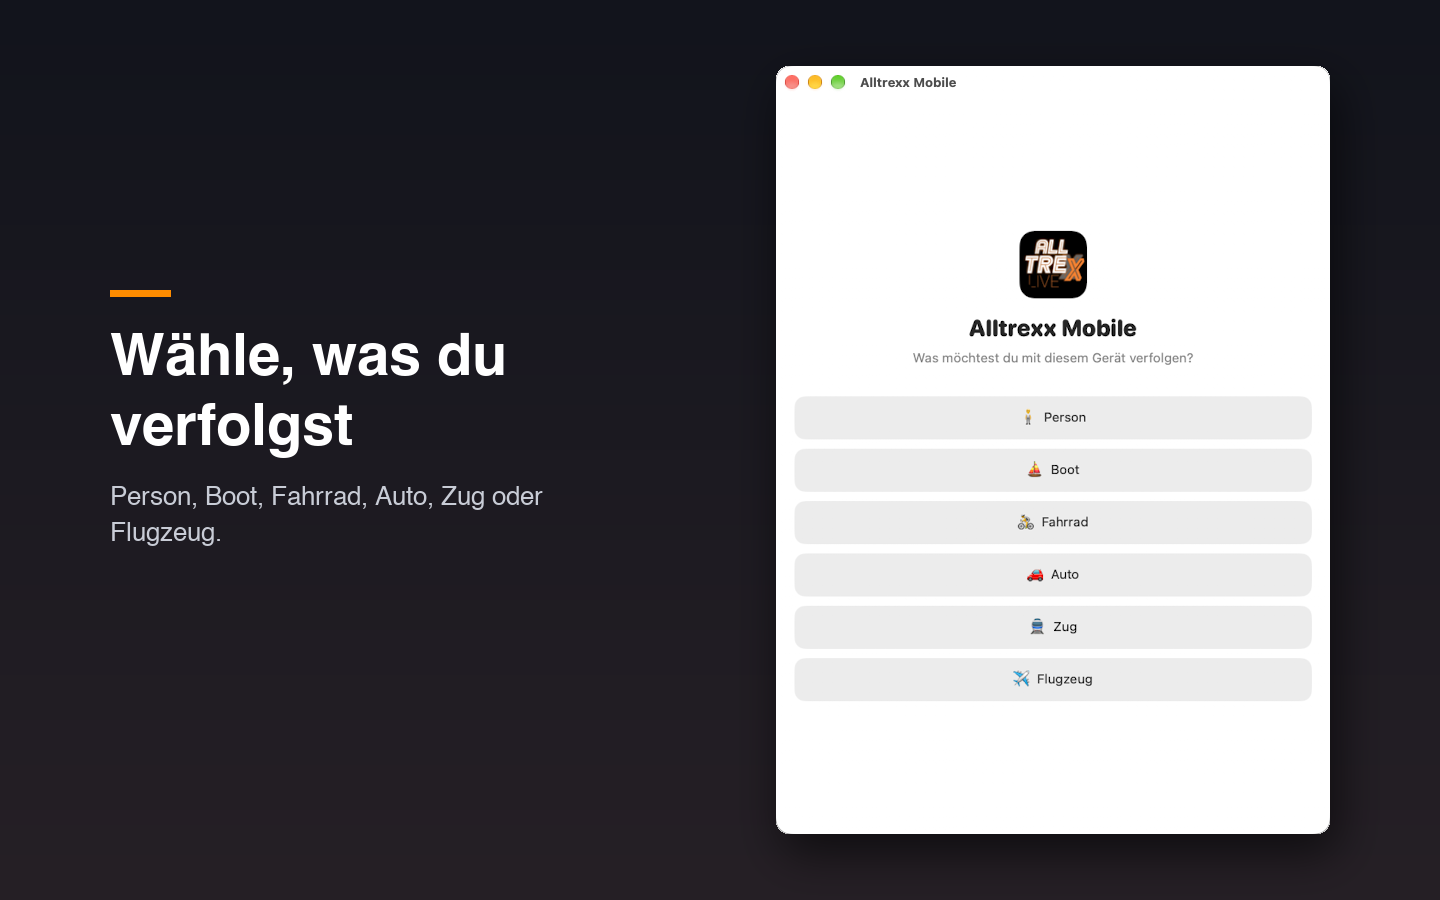 Wähle, was du
verfolgst
Person, Boot, Fahrrad, Auto, Zug oder
Flugzeug.
Alltrexx Mobile
ALL
TREX
LIVE
Alltrexx Mobile
Was möchtest du mit diesem Gerät verfolgen?
Person
Boot
Fahrrad
Auto
Zug
Flugzeug